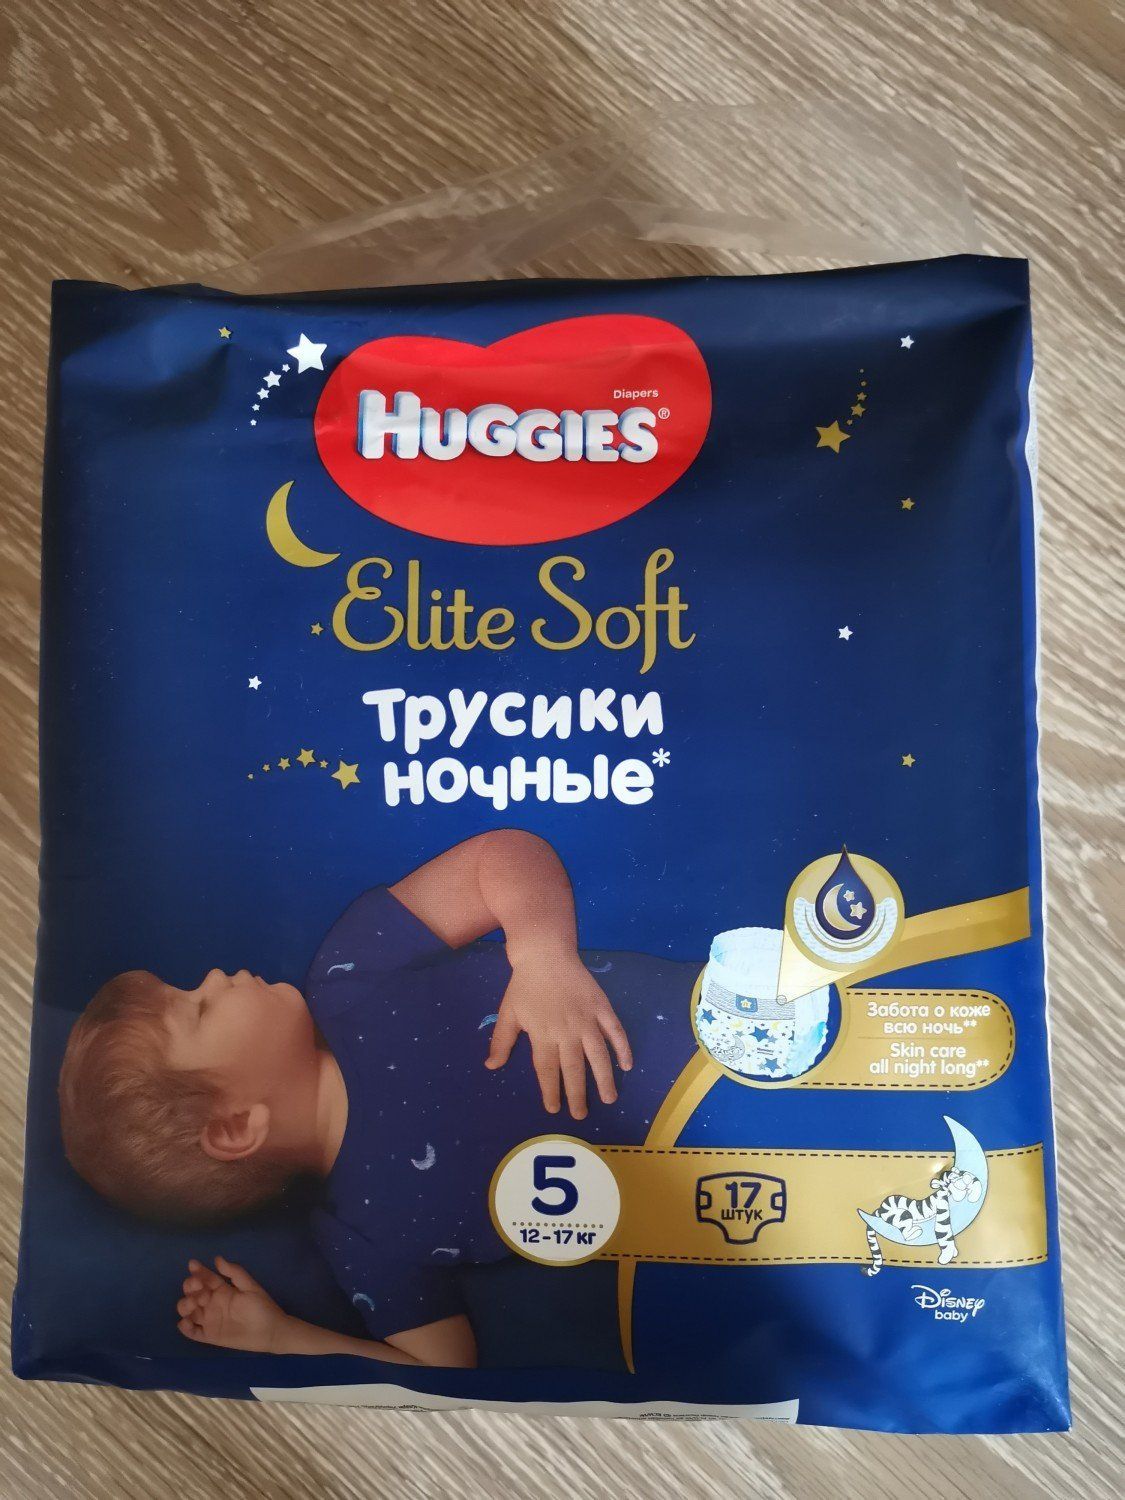 Diapers
HUGGIES®
Elite Soft
Трусики
ночные*
Забота о коже
всю ночь**
Skin care
all night long**
5
12-17 кг
17
штук
Disney
baby